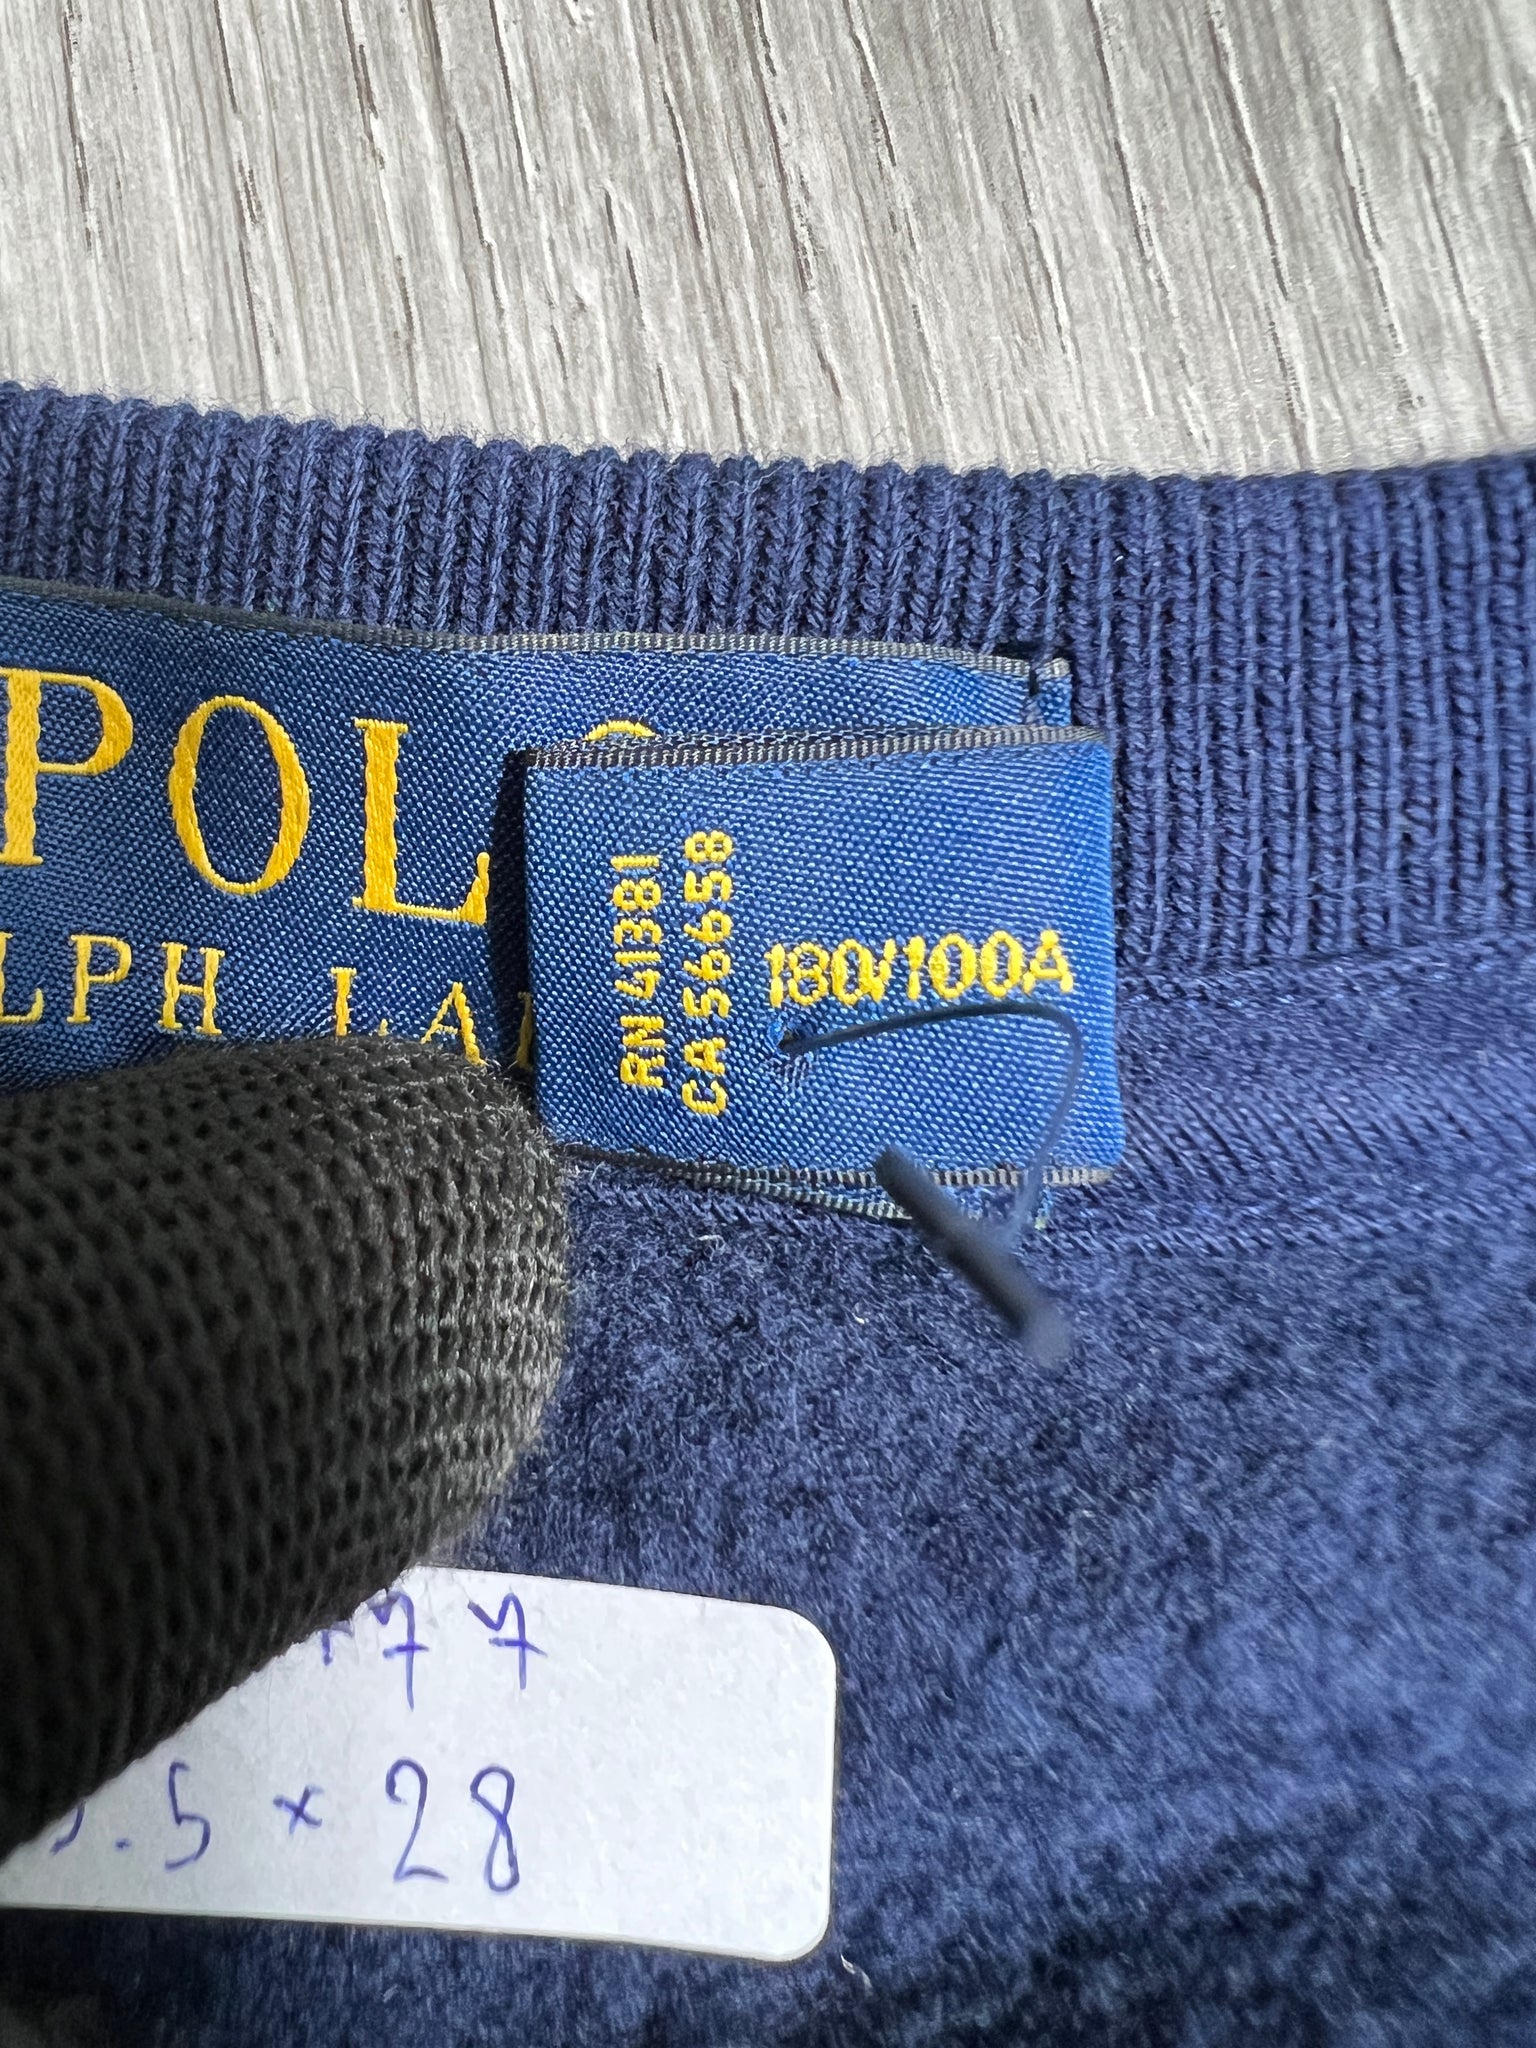 POL
LPH LA
RN 41381
CA 56658
180/100A
77
.5 × 28